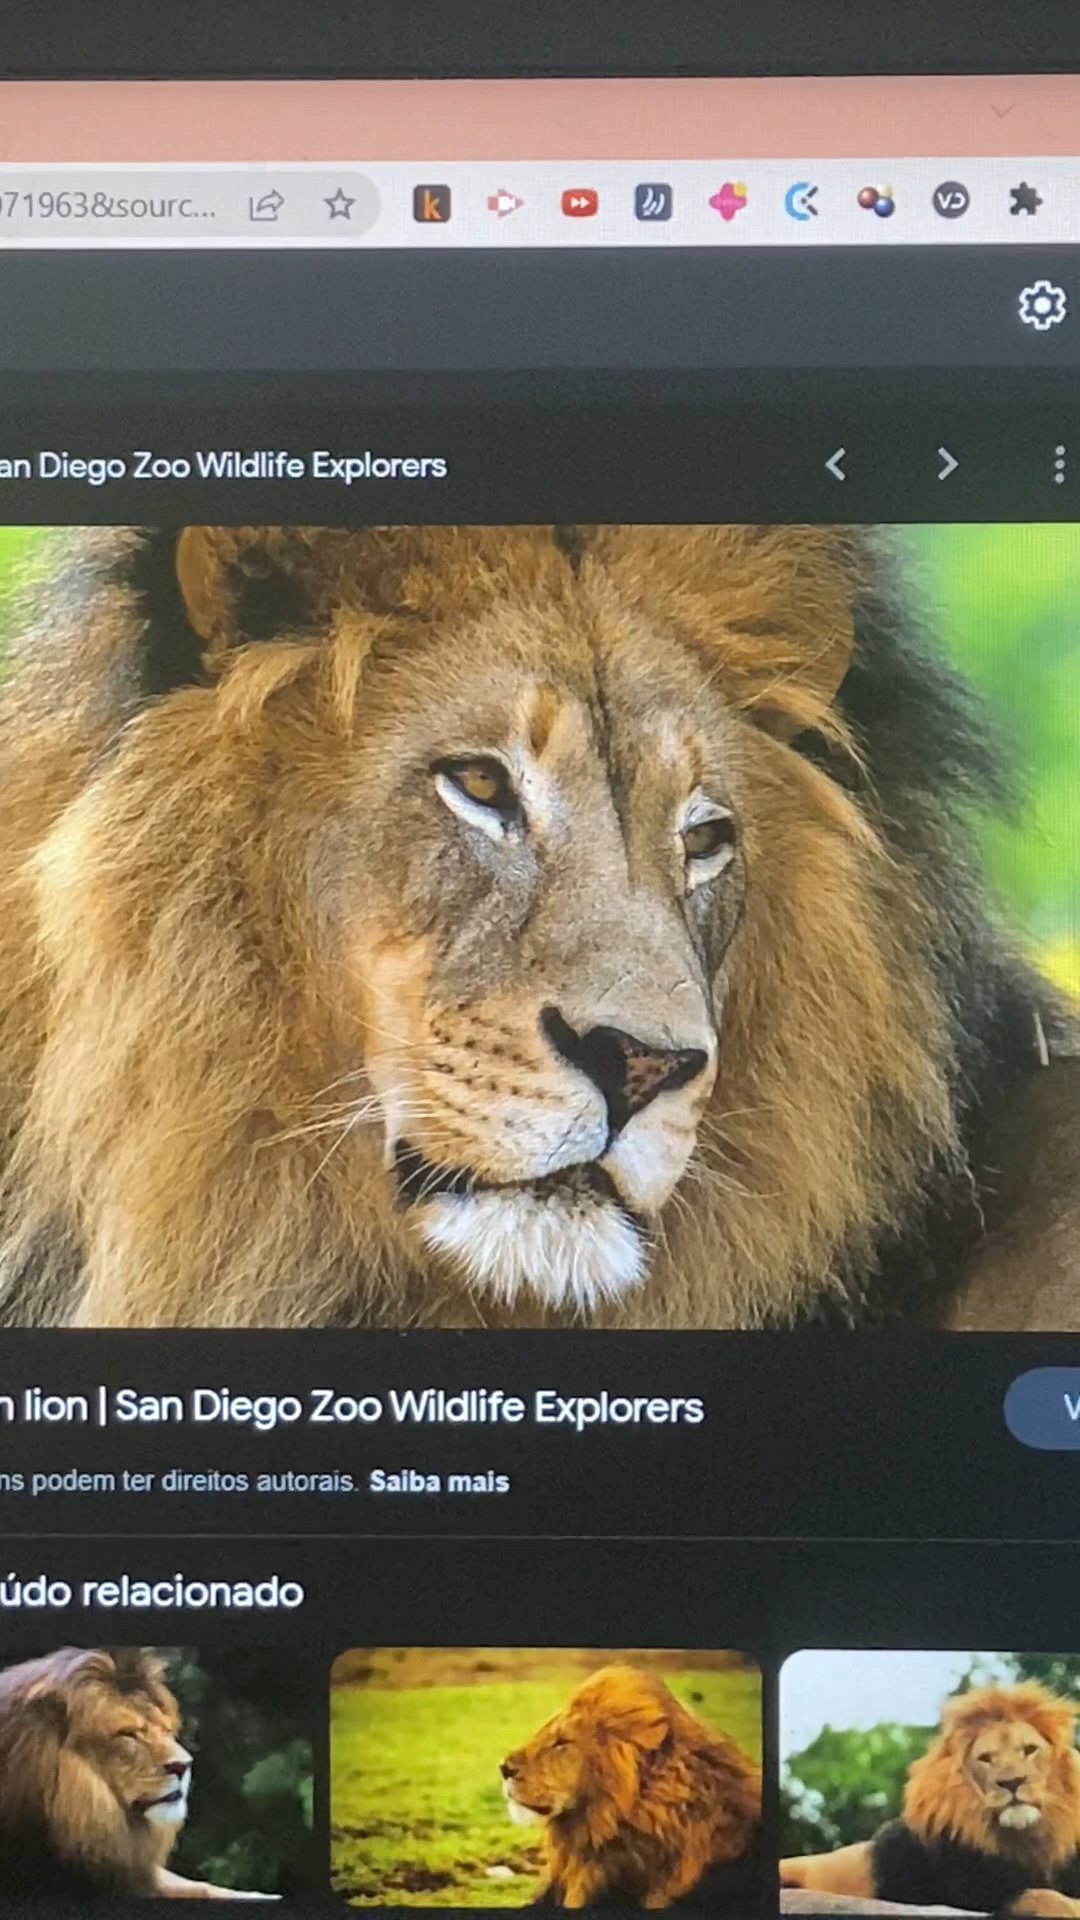 071963&sourc...
an Diego Zoo Wildlife Explorers
n lion | San Diego Zoo Wildlife Explorers
V
ns podem ter direitos autorais. Saiba mais
údo relacionado